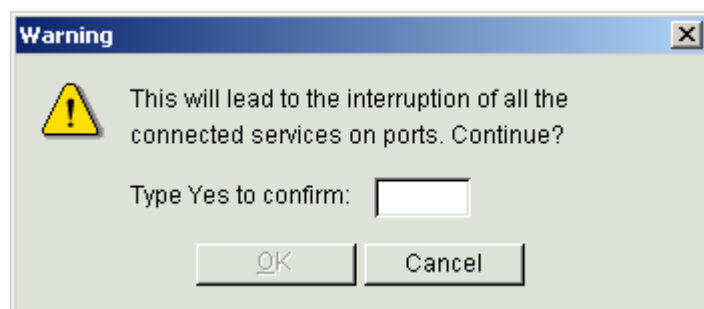 Warning
This will lead to the interruption of all the
connected services on ports. Continue?
Type Yes to confirm:
OK Cancel